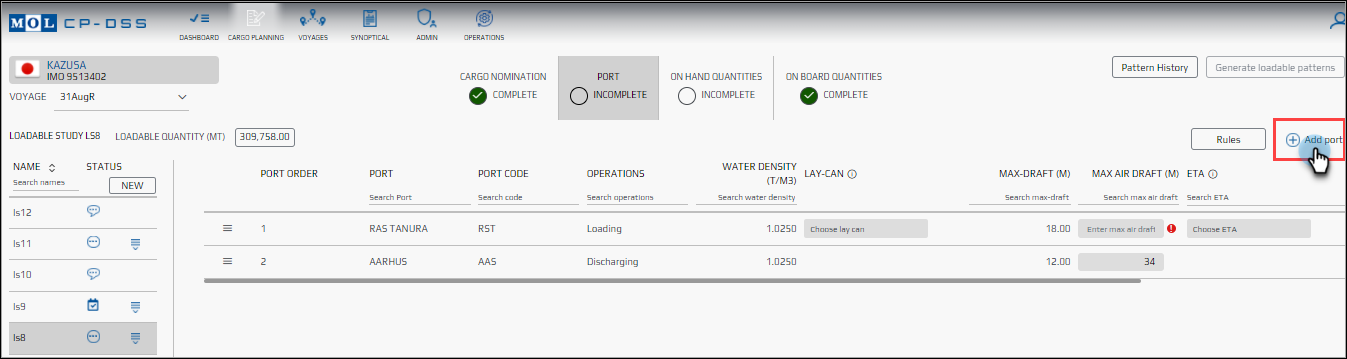 MOL CP-DSS
DASHBOARD CARGO PLANNING VOYAGES SYNOPTICAL ADMIN OPERATIONS
KAZUSA
IMO 9513402
VOYAGE 31AugR
CARGO NOMINATION PORT ON HAND QUANTITIES ON BOARD QUANTITIES
COMPLETE INCOMPLETE INCOMPLETE COMPLETE
Pattern History Generate loadable patterns
LOADABLE STUDY LS8 LOADABLE QUANTITY (MT) 309,758.00 Rules Add port
NAME STATUS
Search names NEW
PORT ORDER PORT PORT CODE OPERATIONS WATER DENSITY (T/M3) LAY-CAN MAX-DRAFT (M) MAX AIR DRAFT (M) ETA
Search Port Search code Search operations Search water density Search max-draft Search max air draft Search ETA
ls12
ls11
ls10
ls9
ls8
1 RAS TANURA RST Loading 1.0250 Choose lay can 18.00 Enter max air draft Choose ETA
2 AARHUS AAS Discharging 1.0250 12.00 34